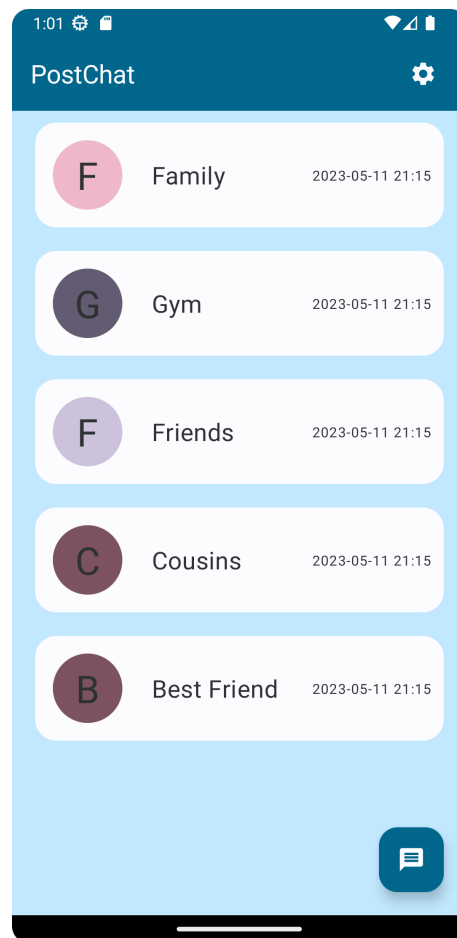 1:01
PostChat
F Family 2023-05-11 21:15
G Gym 2023-05-11 21:15
F Friends 2023-05-11 21:15
C Cousins 2023-05-11 21:15
B Best Friend 2023-05-11 21:15